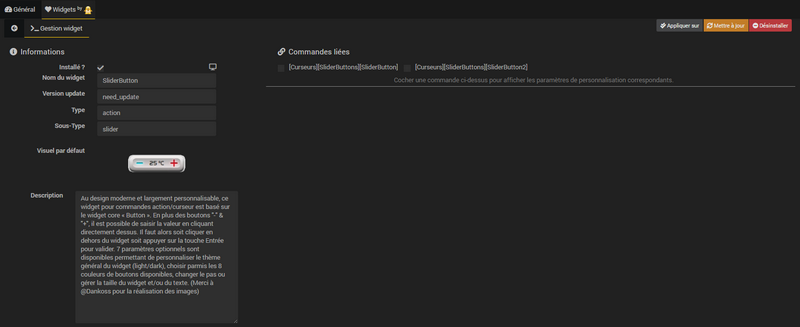 Général
Widgets by
Gestion widget
Appliquer sur
Mettre à jour
Désinstaller
Informations
Installé ?
Nom du widget
SliderButton
Version update
need_update
Type
action
Sous-Type
slider
Visuel par défaut
− 25 °C +
Description
Au design moderne et largement personnalisable, ce
widget pour commandes action/curseur est basé sur
le widget core « Button ». En plus des boutons "-" &
"+", il est possible de saisir la valeur en cliquant
directement dessus. Il faut alors soit cliquer en
dehors du widget soit appuyer sur la touche Entrée
pour valider. 7 paramètres optionnels sont
disponibles permettant de personnaliser le thème
général du widget (light/dark), choisir parmis les 8
couleurs de boutons disponibles, changer le pas ou
gérer la taille du widget et/ou du texte. (Merci à
@Dankoss pour la réalisation des images)
Commandes liées
[Curseurs][SliderButtons][SliderButton]
[Curseurs][SliderButtons][SliderButton2]
Cocher une commande ci-dessus pour afficher les paramètres de personnalisation correspondants.